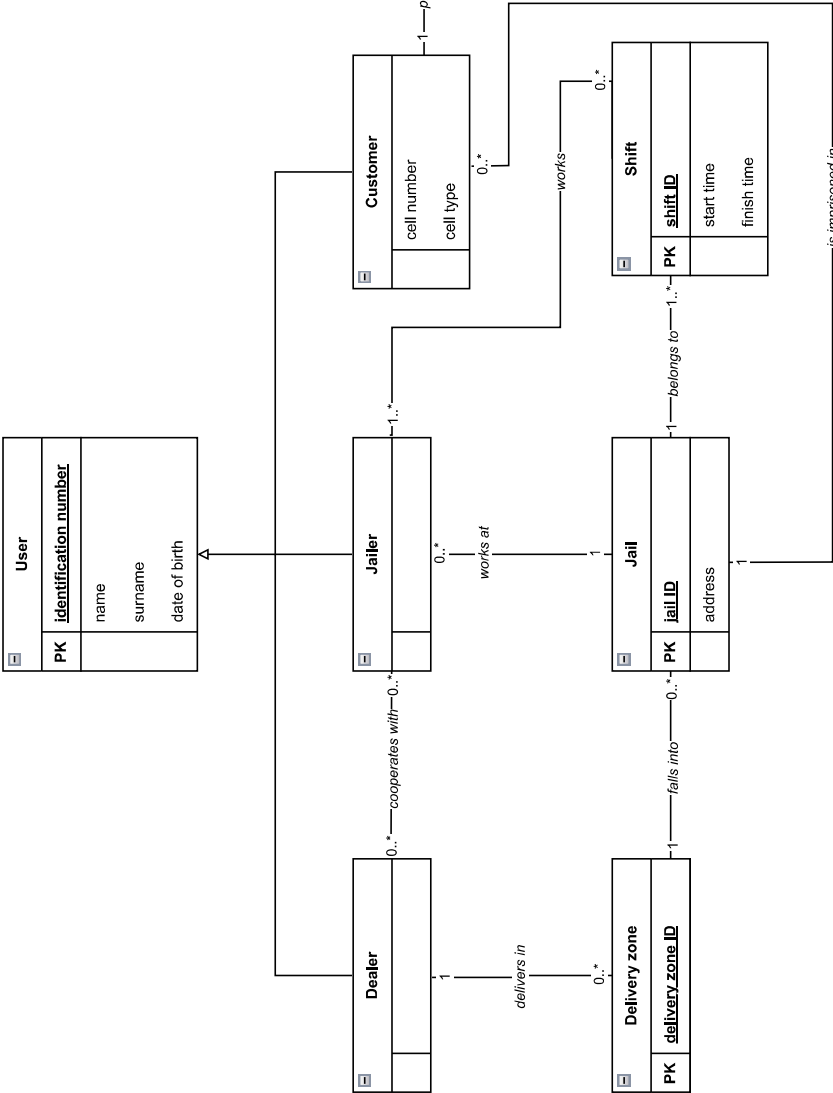 User
PK
identification number
name
surname
date of birth
Dealer
0..*
cooperates with
0..*
Jailer
1..*
works
0..*
Customer
cell number
cell type
1
p
0..*
1
delivers in
0..*
0..*
works at
1
Delivery zone
PK
delivery zone ID
1
falls into
0..*
Jail
PK
jail ID
address
1
belongs to
1..*
Shift
PK
shift ID
start time
finish time
1
is imprisoned in